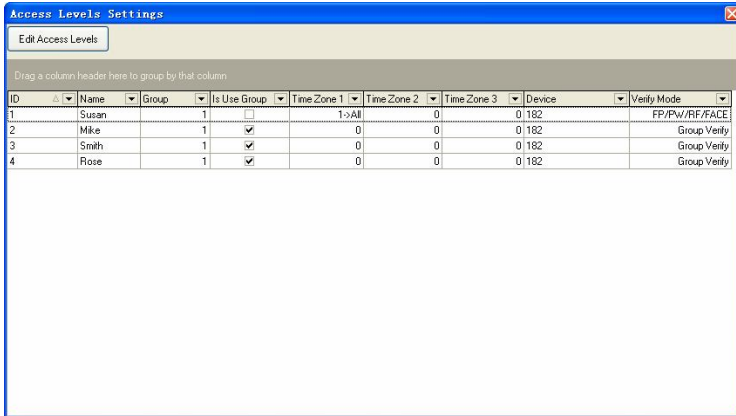 Access Levels Settings
Edit Access Levels
Drag a column header here to group by that column
ID Name Group Is Use Group Time Zone 1 Time Zone 2 Time Zone 3 Device Verify Mode
1 Susan 1 1->All 0 0 182 FP/PW/RF/FACE
2 Mike 1 0 0 0 182 Group Verify
3 Smith 1 0 0 0 182 Group Verify
4 Rose 1 0 0 0 182 Group Verify